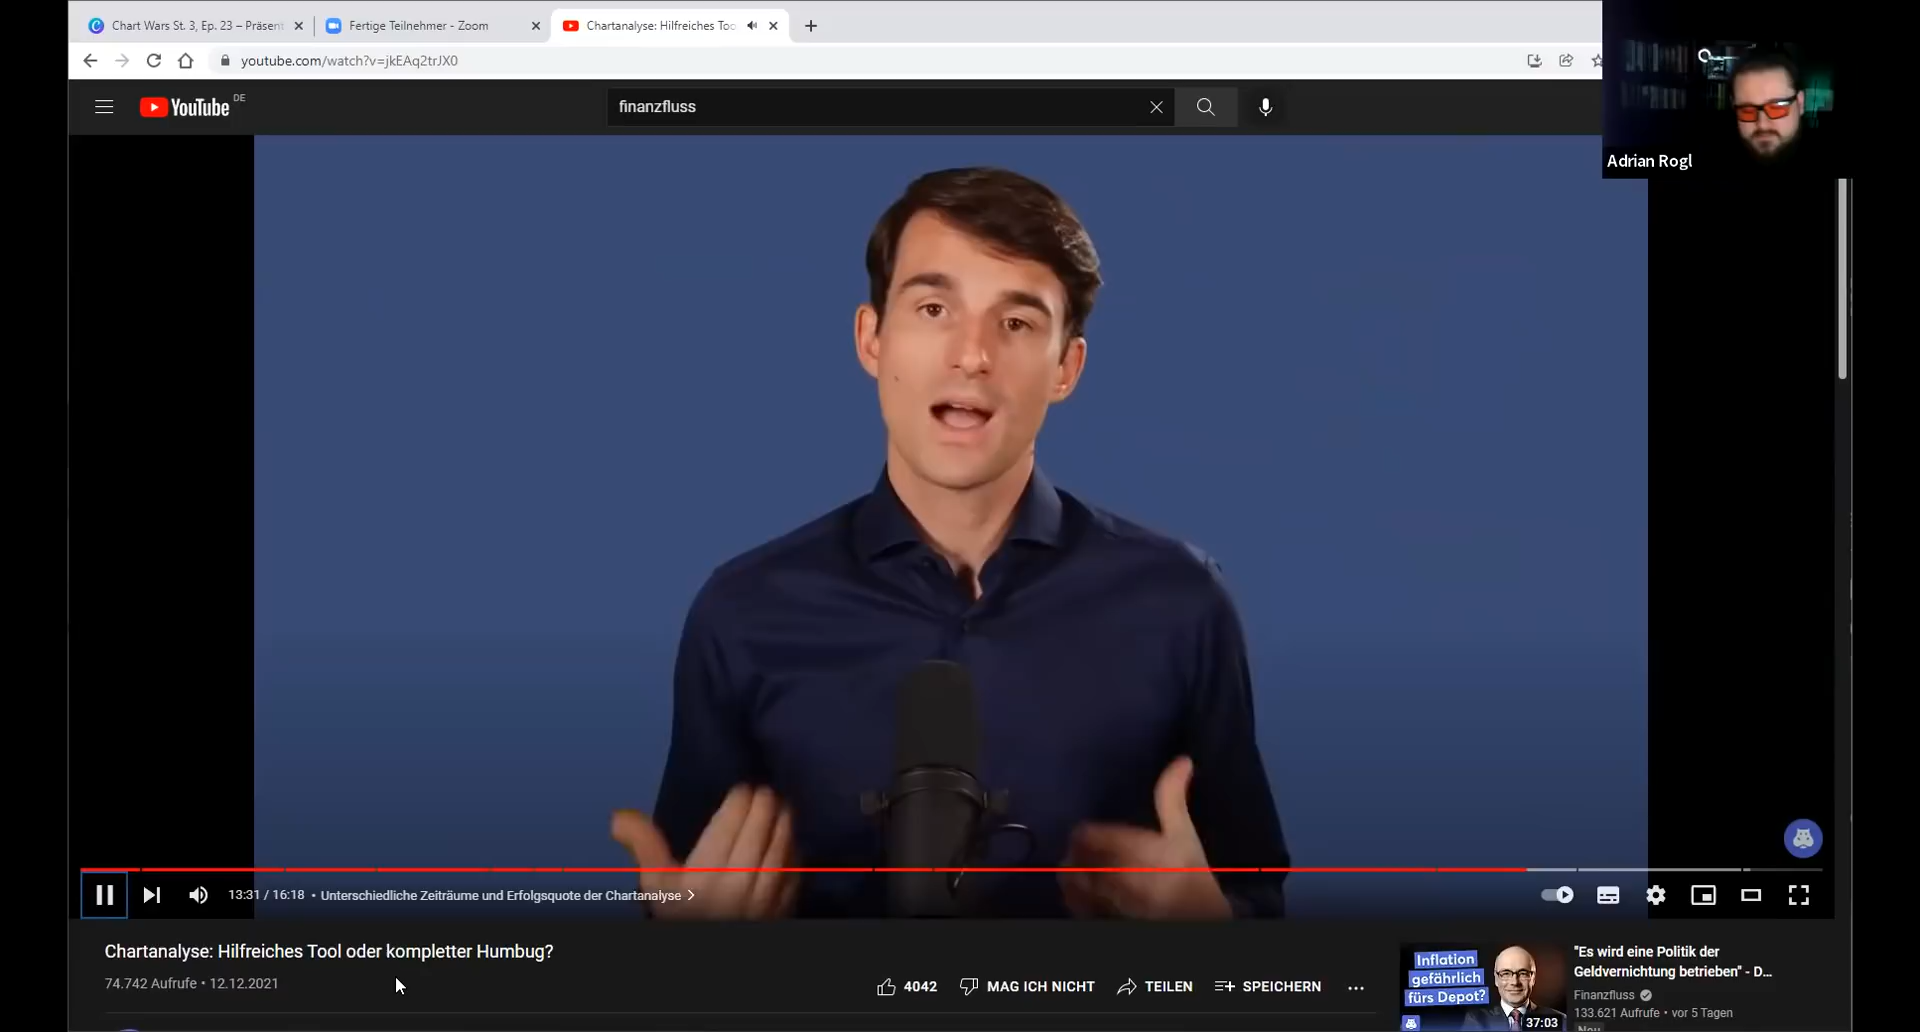 Chart Wars St. 3, Ep. 23 – Präsent
Fertige Teilnehmer - Zoom
Chartanalyse: Hilfreiches Too
youtube.com/watch?v=jkEAq2trJX0
YouTube DE
finanzfluss
Adrian Rogl
13:31 / 16:18 • Unterschiedliche Zeiträume und Erfolgsquote der Chartanalyse
Chartanalyse: Hilfreiches Tool oder kompletter Humbug?
74.742 Aufrufe • 12.12.2021
4042
MAG ICH NICHT
TEILEN
SPEICHERN
...
Inflation
gefährlich
fürs Depot?
37:03
"Es wird eine Politik der
Geldvernichtung betrieben" - D...
Finanzfluss
133.621 Aufrufe • vor 5 Tagen
Neu